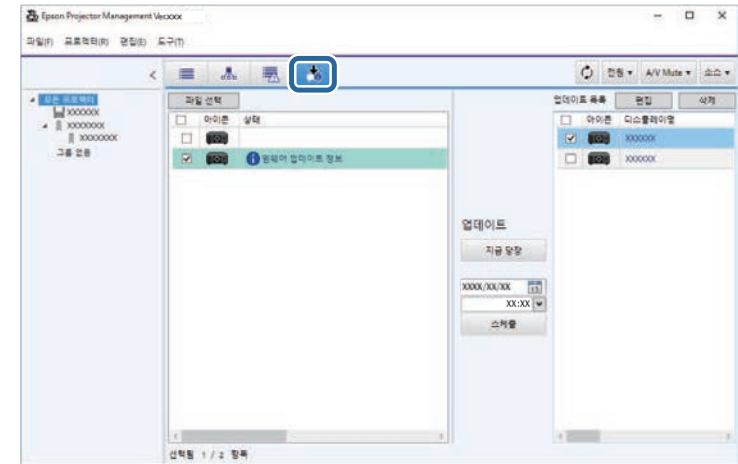 Epson Projector Management Ver.xxxx
파일(F) 프로젝터(R) 편집(E) 도구(T)
전원 A/V Mute 소스
모든 프로젝터
XXXXXX
XXXXXXX
XXXXXXX
그룹 없음
파일 선택
아이콘 상태
펌웨어 업데이트 정보
업데이트
지금 당장
XXXX/XX/XX 15
XX:XX
스케줄
업데이트 목록 편집 삭제
아이콘 디스플레이명
XXXXXX
XXXXXX
선택됨 1 / 2 항목